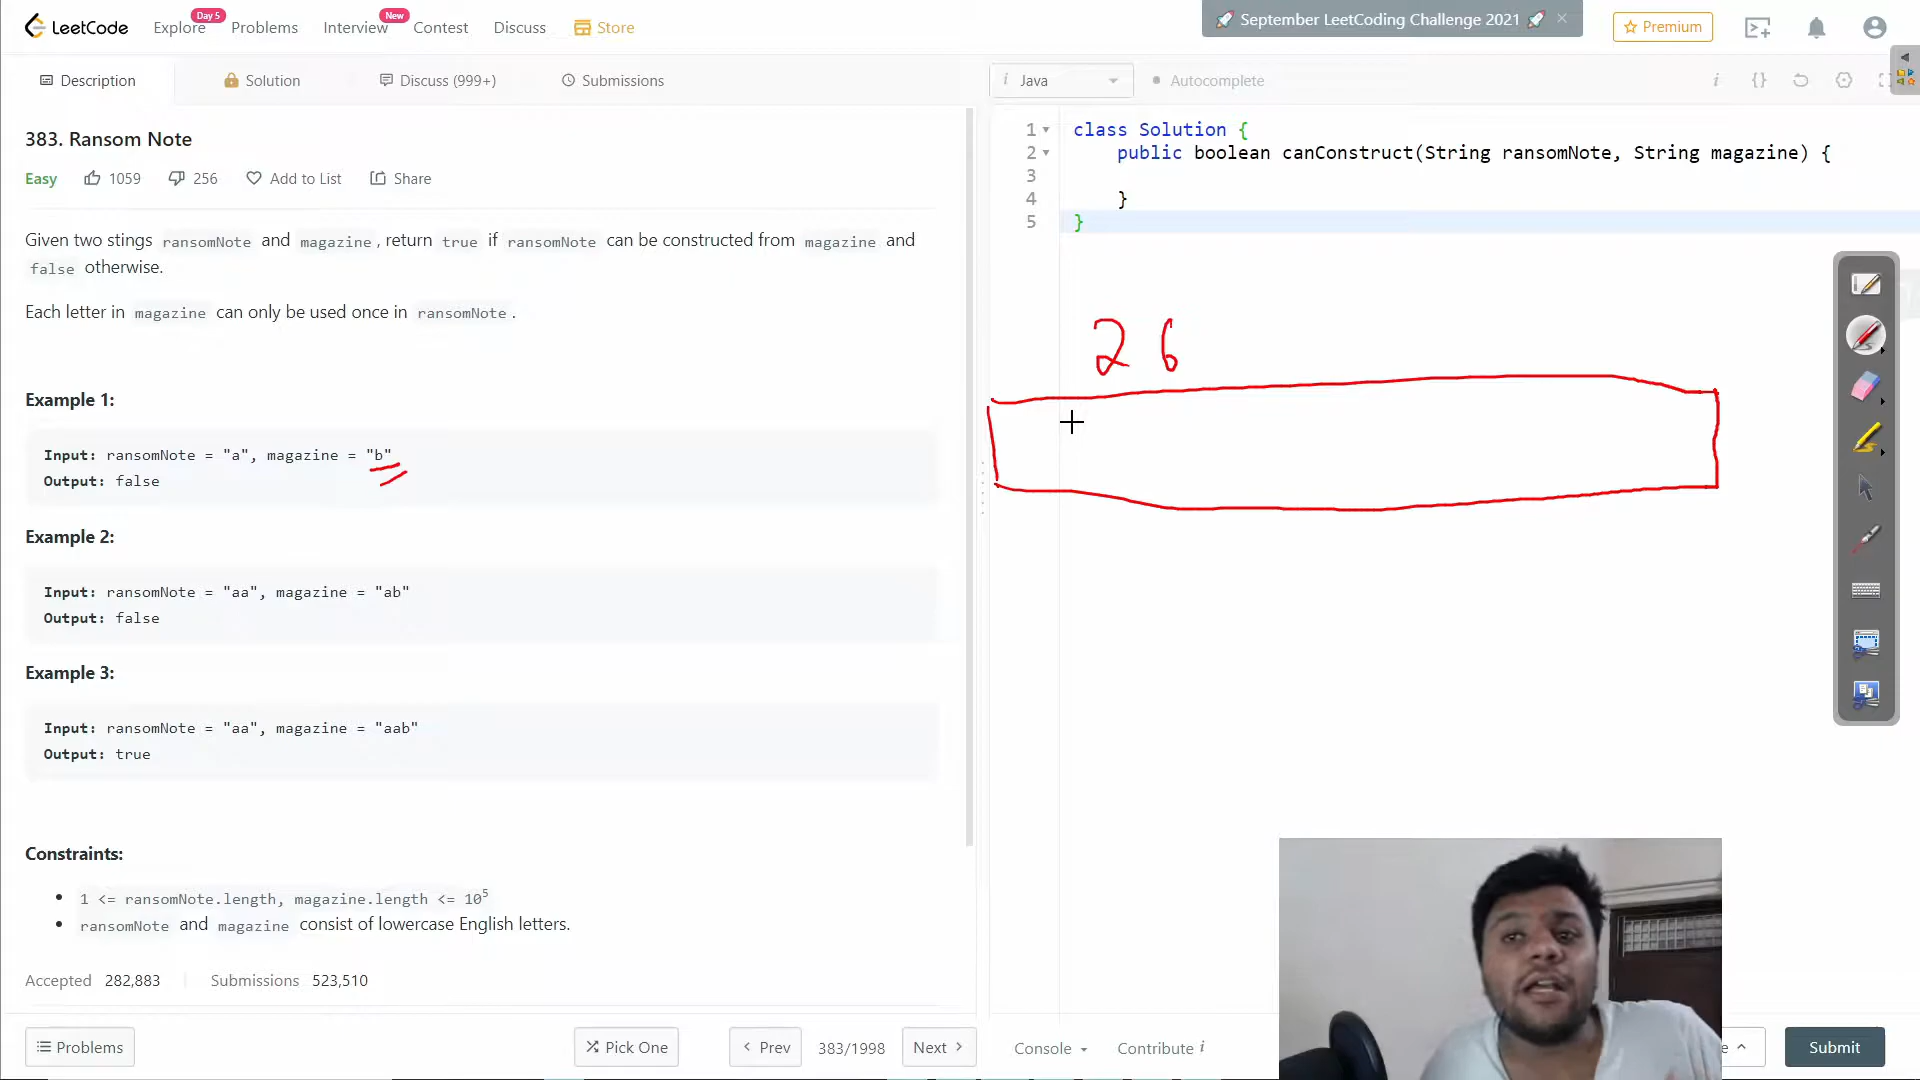 LeetCode Explore Day 5 Problems Interview New Contest Discuss Store
🚀 September LeetCoding Challenge 2021 🚀 ×
Premium
Description Solution Discuss (999+) Submissions
i Java Autocomplete
383. Ransom Note
Easy 1059 256 Add to List Share
Given two stings ransomNote and magazine, return true if ransomNote can be constructed from magazine and
false otherwise.
Each letter in magazine can only be used once in ransomNote.
Example 1:
Input: ransomNote = "a", magazine = "b"
Output: false
Example 2:
Input: ransomNote = "aa", magazine = "ab"
Output: false
Example 3:
Input: ransomNote = "aa", magazine = "aab"
Output: true
Constraints:
1 <= ransomNote.length, magazine.length <= 10⁵
ransomNote and magazine consist of lowercase English letters.
Accepted 282,883 Submissions 523,510
Problems Pick One Prev 383/1998 Next
1 class Solution {
2 public boolean canConstruct(String ransomNote, String magazine) {
3
4 }
5 }
26
Console Contribute i
Submit